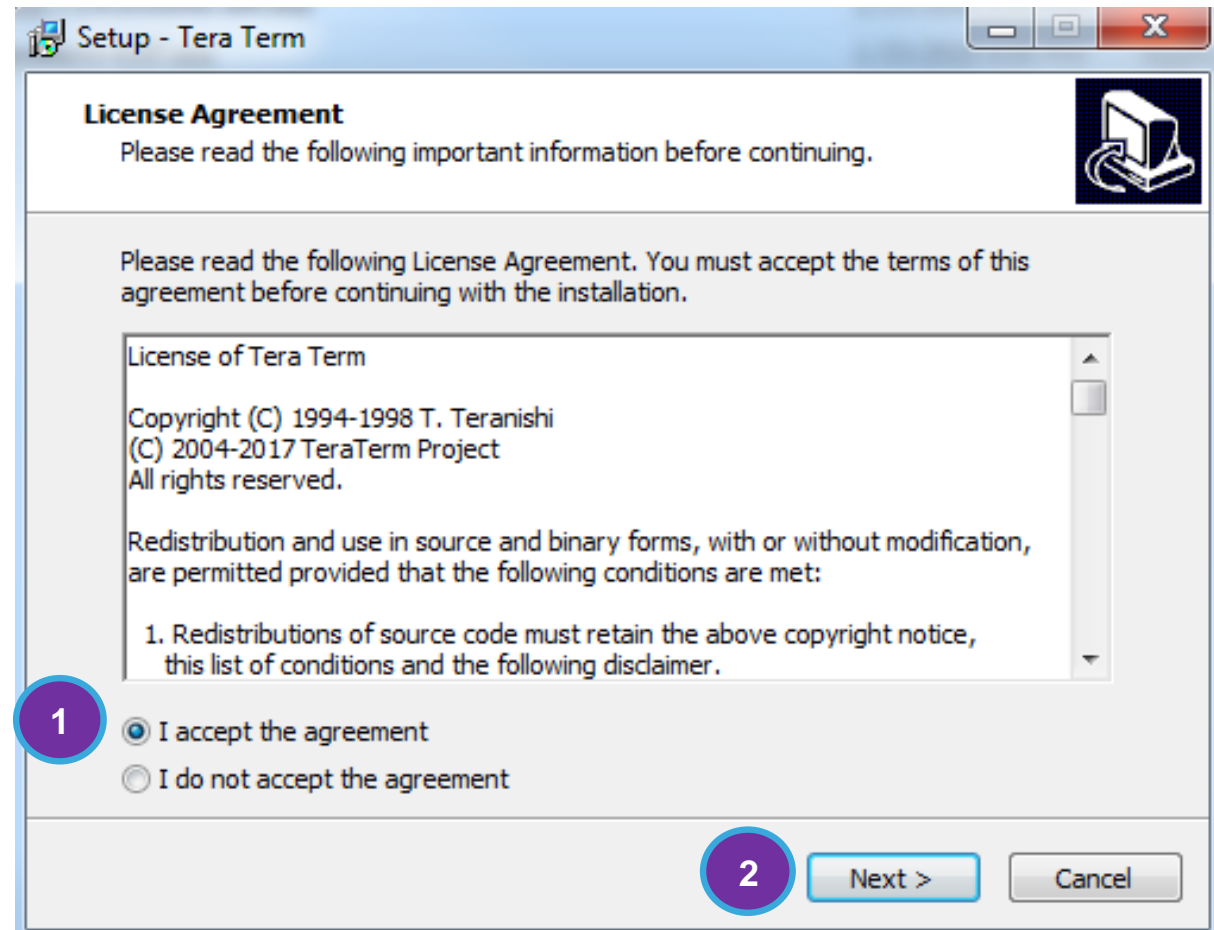 Setup - Tera Term
License Agreement
Please read the following important information before continuing.
Please read the following License Agreement. You must accept the terms of this
agreement before continuing with the installation.
License of Tera Term
Copyright (C) 1994-1998 T. Teranishi
(C) 2004-2017 TeraTerm Project
All rights reserved.
Redistribution and use in source and binary forms, with or without modification,
are permitted provided that the following conditions are met:
1. Redistributions of source code must retain the above copyright notice,
this list of conditions and the following disclaimer.
1 I accept the agreement
I do not accept the agreement
2 Next > Cancel